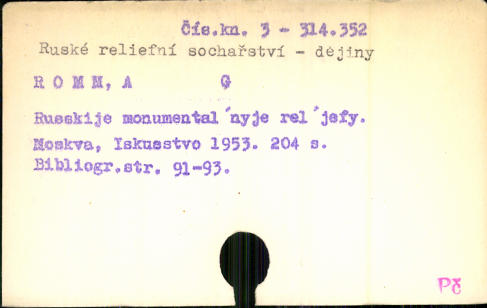 Čís.kn. 3 - 314.352
Ruské reliefní sochařství - dějiny
R O M M, A G
Russkije monumental´nyje rel´jefy.
Moskva, Iskusstvo 1953. 204 s.
Bibliogr.str. 91-93.
Pč